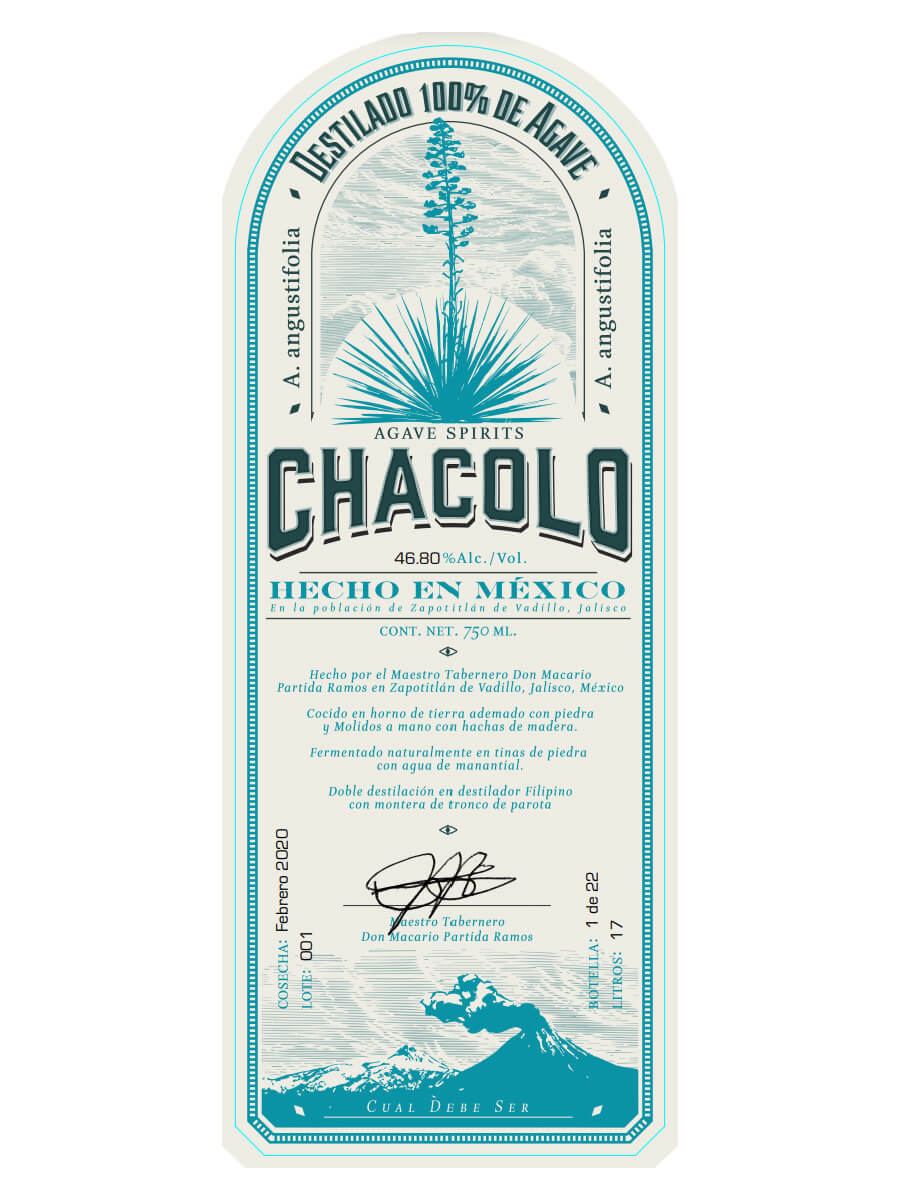 DESTILADO 100% DE AGAVE
A. angustifolia
A. angustifolia
AGAVE SPIRITS
CHACOLO
46.80 %Alc./Vol.
HECHO EN MÉXICO
En la población de Zapotitlán de Vadillo, Jalisco
CONT. NET. 750 ML.
Hecho por el Maestro Tabernero Don Macario
Partida Ramos en Zapotitlán de Vadillo, Jalisco, México
Cocido en horno de tierra ademado con piedra
y Molidos a mano con hachas de madera.
Fermentado naturalmente en tinas de piedra
con agua de manantial.
Doble destilación en destilador Filipino
con montera de tronco de parota
Maestro Tabernero
Don Macario Partida Ramos
COSECHA: Febrero 2020
LOTE: 001
BOTELLA: 1 de 22
LITROS: 17
CUAL DEBE SER